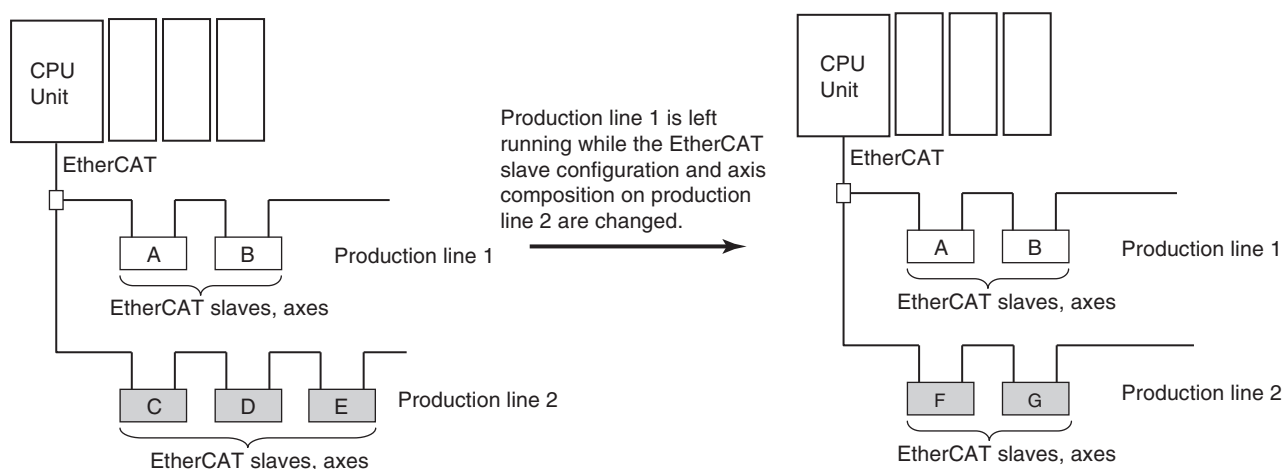 CPU
Unit
EtherCAT
A
B
Production line 1
EtherCAT slaves, axes
C
D
E
Production line 2
EtherCAT slaves, axes
Production line 1 is left
running while the EtherCAT
slave configuration and axis
composition on production
line 2 are changed.
CPU
Unit
EtherCAT
A
B
Production line 1
EtherCAT slaves, axes
F
G
Production line 2
EtherCAT slaves, axes